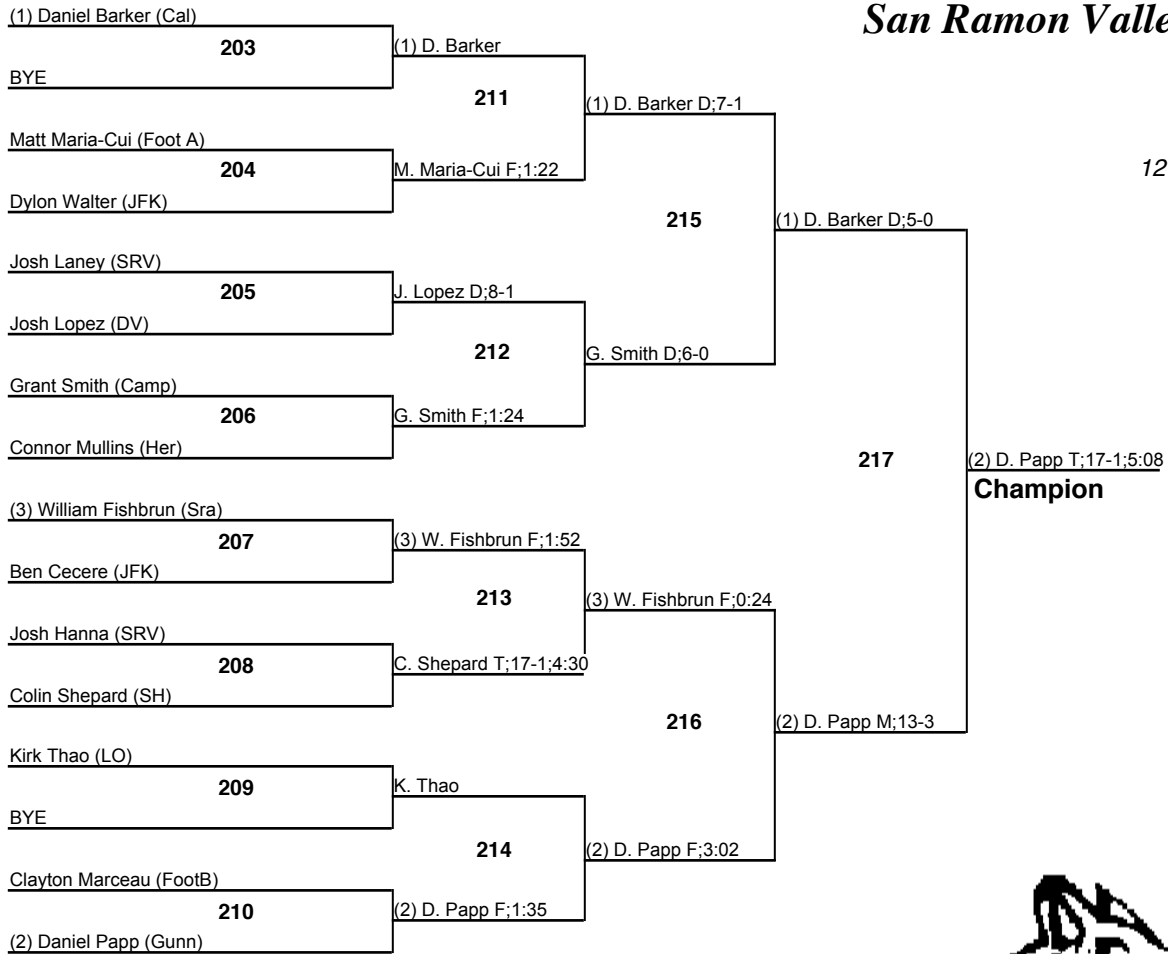 San Ramon Valle
12
(1) Daniel Barker (Cal)
203
BYE
Matt Maria-Cui (Foot A)
204
Dylon Walter (JFK)
Josh Laney (SRV)
205
Josh Lopez (DV)
Grant Smith (Camp)
206
Connor Mullins (Her)
(3) William Fishbrun (Sra)
207
Ben Cecere (JFK)
Josh Hanna (SRV)
208
Colin Shepard (SH)
Kirk Thao (LO)
209
BYE
Clayton Marceau (FootB)
210
(2) Daniel Papp (Gunn)
(1) D. Barker
211
M. Maria-Cui F;1:22
J. Lopez D;8-1
212
G. Smith F;1:24
(3) W. Fishbrun F;1:52
213
C. Shepard T;17-1;4:30
K. Thao
214
(2) D. Papp F;1:35
(1) D. Barker D;7-1
215
G. Smith D;6-0
(3) W. Fishbrun F;0:24
216
(2) D. Papp F;3:02
(1) D. Barker D;5-0
217
(2) D. Papp M;13-3
(2) D. Papp T;17-1;5:08
Champion